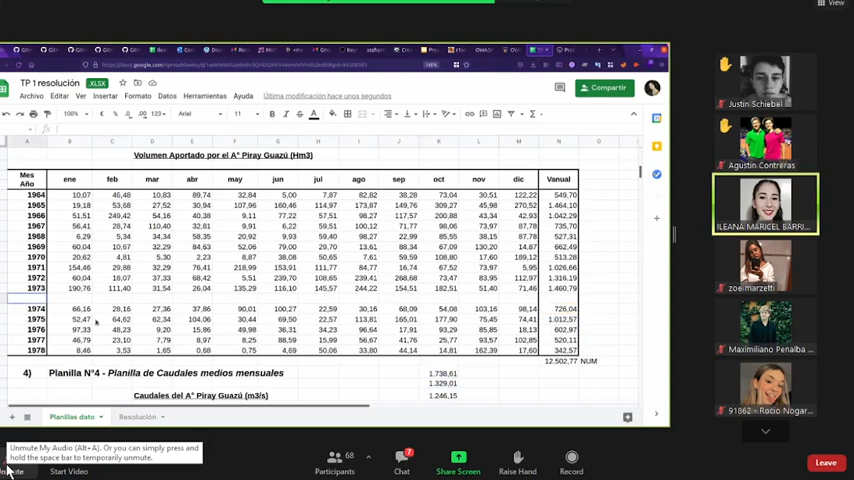 View
TP 1 resolución
XLSX
Archivo Editar Ver Insertar Formato Datos Herramientas Ayuda Última modificación hace unos segundos
Compartir
100% Arial 11
Volumen Aportado por el A° Piray Guazú (Hm3)
Mes Año ene feb mar abr may jun jul ago sep oct nov dic Vanual
1964 10,07 46,48 10,83 89,74 32,84 5,00 7,87 82,82 38,28 73,04 30,51 122,22 549,70
1965 19,18 53,68 27,52 30,04 107,96 160,46 114,97 173,87 149,76 309,27 45,98 270,52 1.464,10
1966 51,51 249,42 54,16 40,38 9,11 77,22 57,51 98,27 117,57 200,88 43,34 42,93 1.042,29
1967 56,41 28,74 110,40 32,81 9,91 6,22 59,51 100,12 71,06 98,73 73,97 87,78 735,70
1968 6,29 5,34 34,34 58,35 20,92 9,93 59,40 98,27 22,99 85,55 38,15 87,78 527,31
1969 60,04 10,67 32,29 84,63 52,06 79,00 29,70 13,61 88,34 67,09 130,20 14,87 662,49
1970 20,62 4,81 5,30 2,23 8,87 38,08 50,65 7,61 59,59 108,80 17,60 189,12 513,28
1971 154,46 29,88 32,29 76,41 218,99 153,91 111,77 84,77 16,74 67,52 73,97 5,95 1.026,66
1972 60,04 18,07 37,33 68,42 5,51 239,70 108,65 239,41 268,68 73,47 83,95 112,97 1.316,19
1973 190,76 111,40 31,54 26,04 135,29 116,10 145,57 244,22 154,51 182,51 51,40 71,46 1.460,79
1974 66,16 28,16 27,36 37,86 90,01 100,27 22,59 30,16 68,09 54,10 103,16 98,14 726,04
1975 52,47 64,62 62,34 104,06 30,44 69,50 22,57 213,81 165,01 177,90 75,45 74,41 1.012,57
1976 97,33 48,23 9,20 15,86 49,98 36,31 34,23 96,64 17,91 93,29 85,85 18,13 602,97
1977 46,79 23,10 7,79 8,97 8,25 88,59 15,99 56,67 41,76 25,77 93,56 102,85 520,11
1978 8,46 3,53 1,65 0,68 0,75 4,69 50,06 33,80 44,14 14,81 162,39 17,60 342,57
12.502,77 NUM
4) Planilla N°4 - Planilla de Caudales medios mensuales
1.738,61
1.329,01
Caudales del A° Piray Guazú (m3/s)
1.246,15
Planillas dato Resolución
Justin Schiebel
Agustin Contreras
ILEANA MARICEL BARRI...
zoe marzetti
Maximiliano Penalba ...
91862 - Rocio Nogar...
Unmute My Audio (Alt+A). Or you can simply press and
hold the space bar to temporarily unmute.
Start Video
68
Participants
7
Chat
Share Screen
Raise Hand
Record
Leave